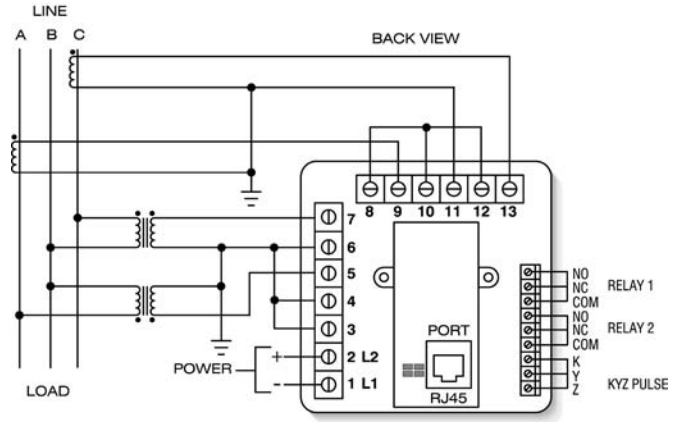 LINE
A B C
BACK VIEW
8 9 10 11 12 13
7
6
5
4
3
2 L2
1 L1
POWER
+
-
LOAD
PORT
RJ45
NO
NC
COM
RELAY 1
NO
NC
COM
RELAY 2
K
Y
Z
KYZ PULSE